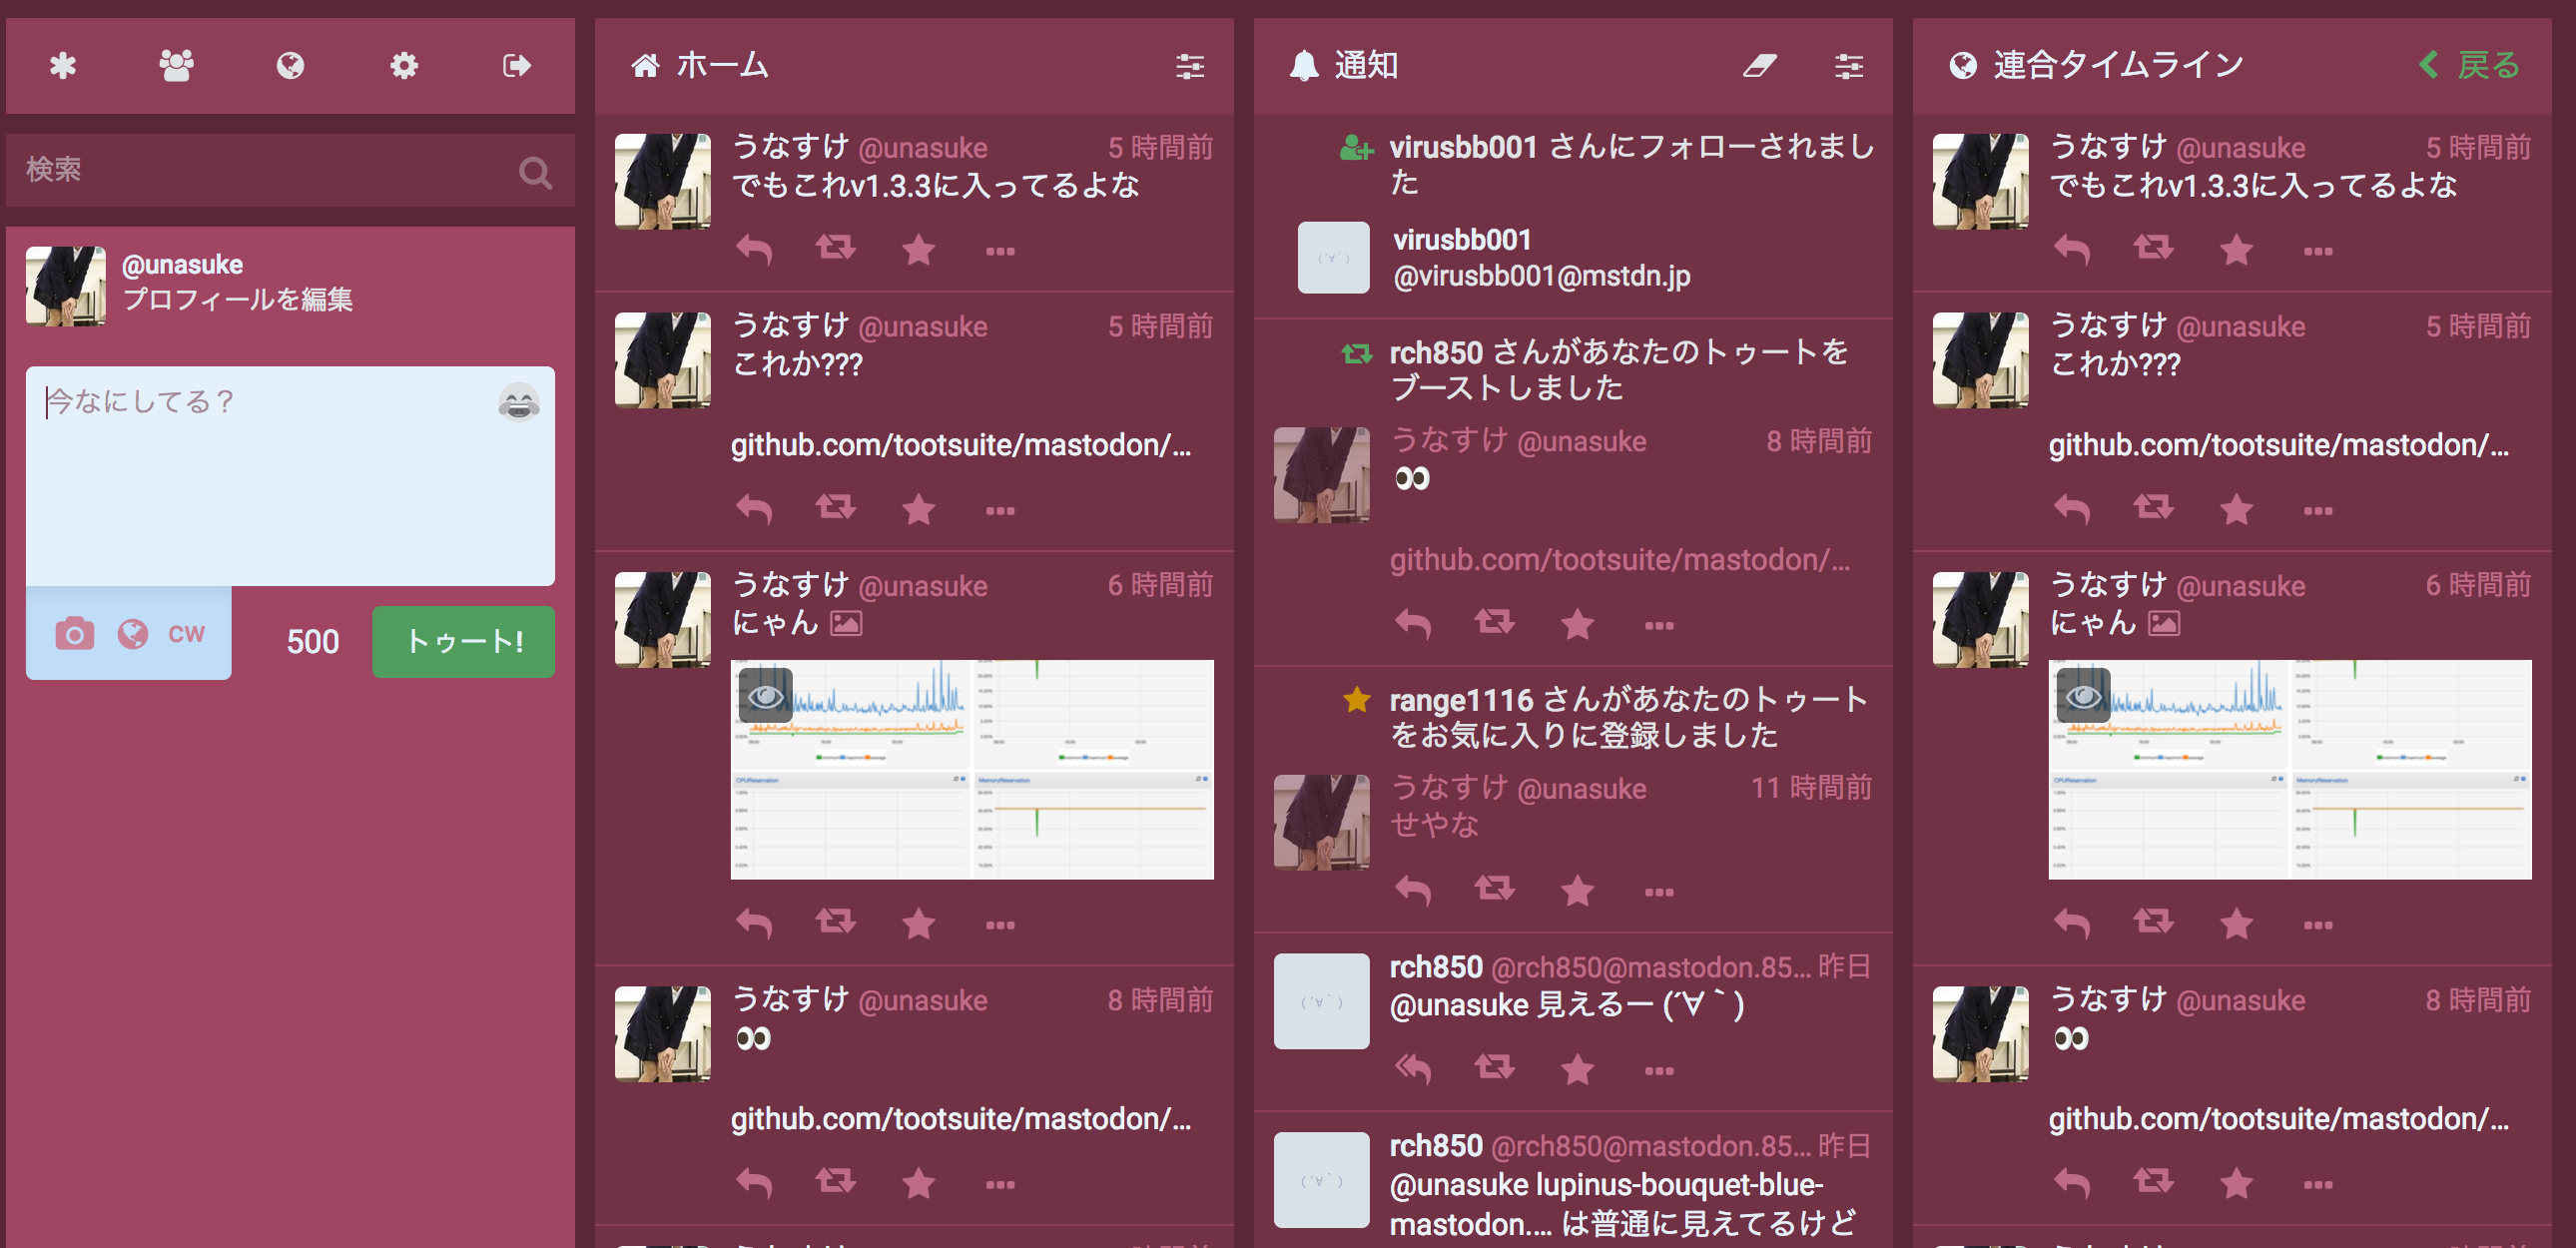 検索
@unasuke
プロフィールを編集
今なにしてる？
CW
500
トゥート!
ホーム
うなすけ @unasuke 5 時間前
でもこれv1.3.3に入ってるよな
うなすけ @unasuke 5 時間前
これか???
github.com/tootsuite/mastodon/...
うなすけ @unasuke 6 時間前
にゃん
CPUReservation
MemoryReservation
うなすけ @unasuke 8 時間前
github.com/tootsuite/mastodon/...
通知
virusbb001 さんにフォローされまし
た
virusbb001
@virusbb001@mstdn.jp
rch850 さんがあなたのトゥートを
ブーストしました
うなすけ @unasuke 8 時間前
github.com/tootsuite/mastodon/...
range1116 さんがあなたのトゥート
をお気に入りに登録しました
うなすけ @unasuke 11 時間前
せやな
rch850 @rch850@mastodon.85... 昨日
@unasuke 見えるー (´∀｀)
rch850 @rch850@mastodon.85... 昨日
@unasuke lupinus-bouquet-blue-
mastodon.... は普通に見えてるけど
連合タイムライン
戻る
うなすけ @unasuke 5 時間前
でもこれv1.3.3に入ってるよな
うなすけ @unasuke 5 時間前
これか???
github.com/tootsuite/mastodon/...
うなすけ @unasuke 6 時間前
にゃん
CPUReservation
MemoryReservation
うなすけ @unasuke 8 時間前
github.com/tootsuite/mastodon/...